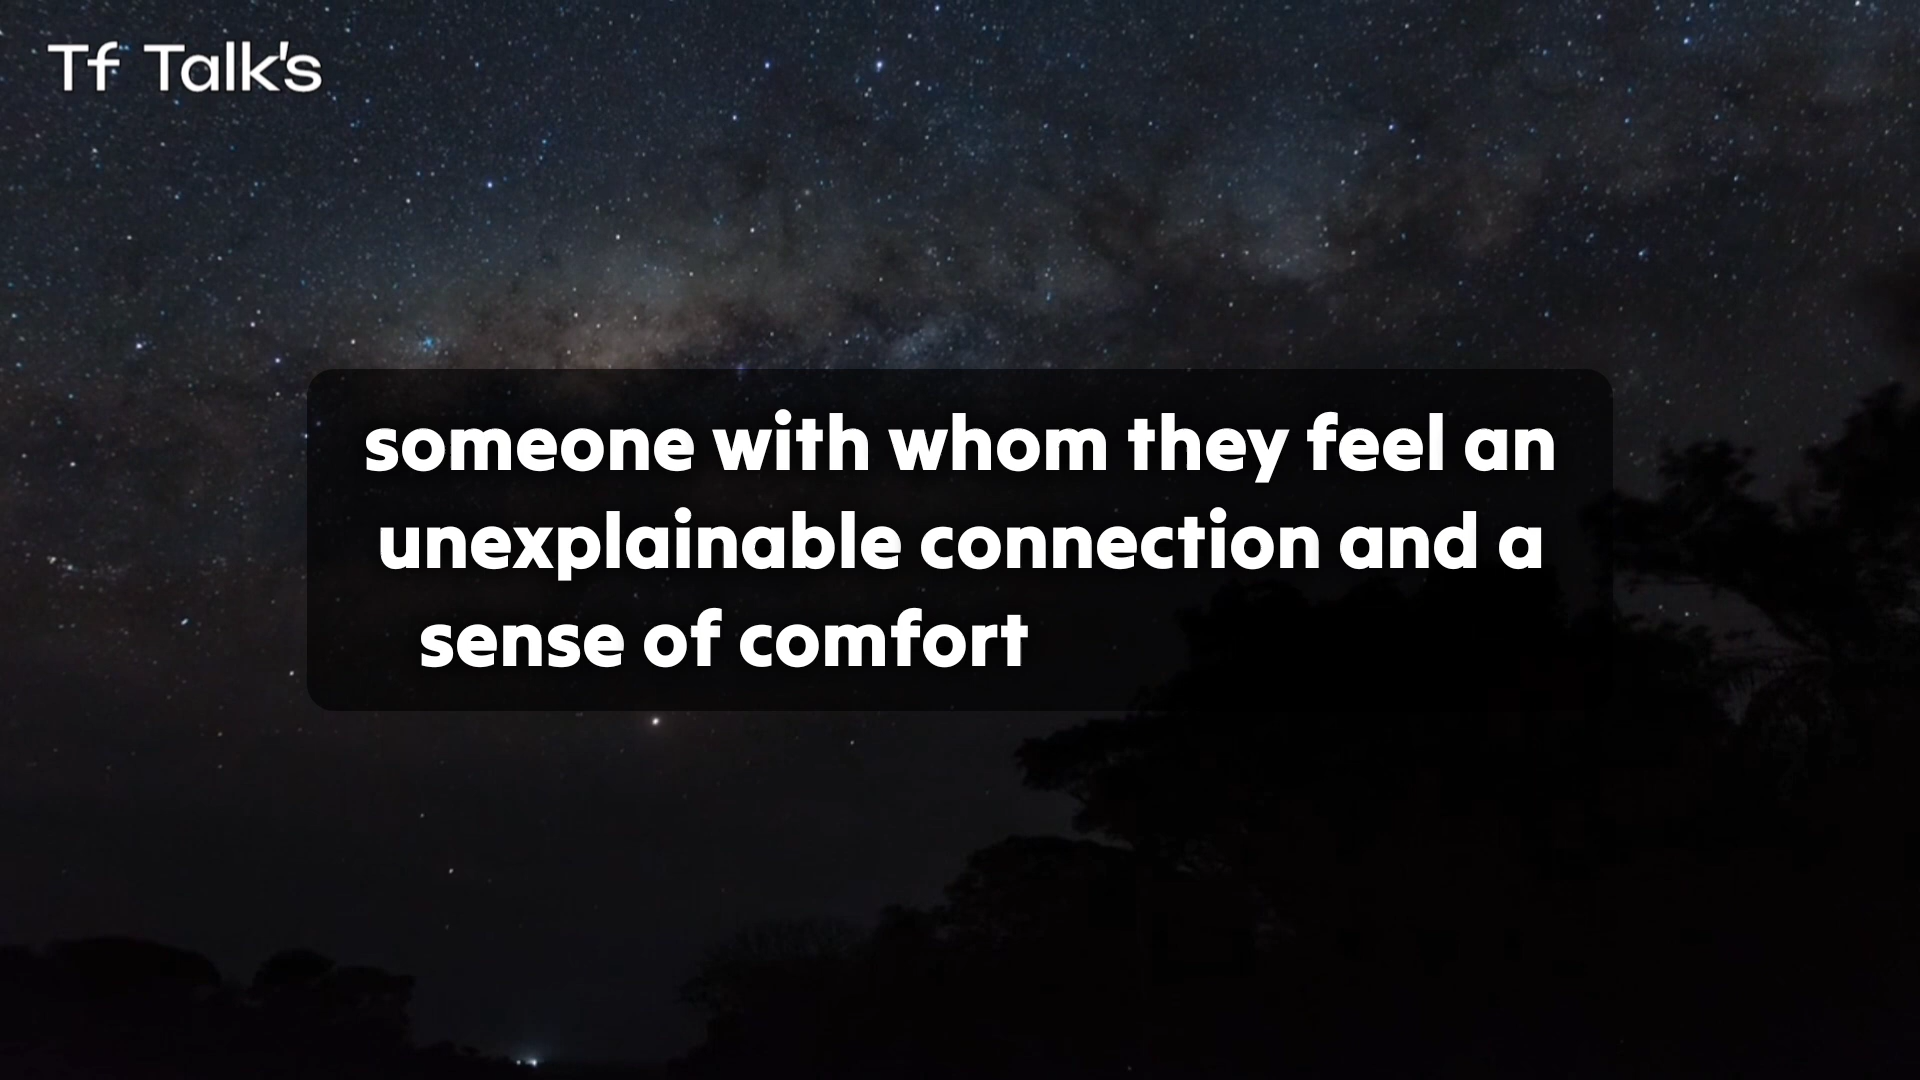 Tf Talk's
someone with whom they feel an
unexplainable connection and a
sense of comfort